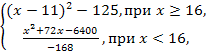 (x − 11)² − 125, при x ≥ 16,
x²+72x−6400 / −168, при x < 16,